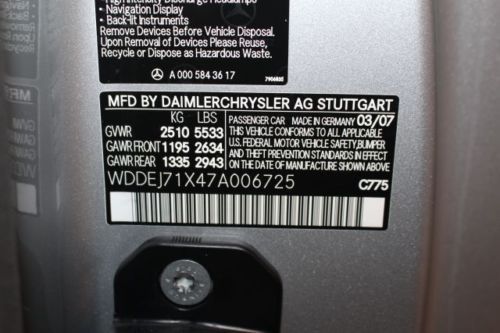 • Navigation Display
• Back-lit Instruments
Remove Devices Before Vehicle Disposal.
Upon Removal of Devices Please Reuse,
Recycle or Dispose as Hazardous Waste.
A 000 584 36 17
MFD BY DAIMLERCHRYSLER AG STUTTGART
KG LBS PASSENGER CAR MADE IN GERMANY 03/07
GVWR 2510 5533 THIS VEHICLE CONFORMS TO ALL APPLICABLE
GAWR FRONT 1195 2634 U.S. FEDERAL MOTOR VEHICLE SAFETY, BUMPER
GAWR REAR 1335 2943 AND THEFT PREVENTION STANDARDS IN EFFECT
ON THE DATE OF MANUFACTURE SHOWN ABOVE.
WDDEJ71X47A006725 C775